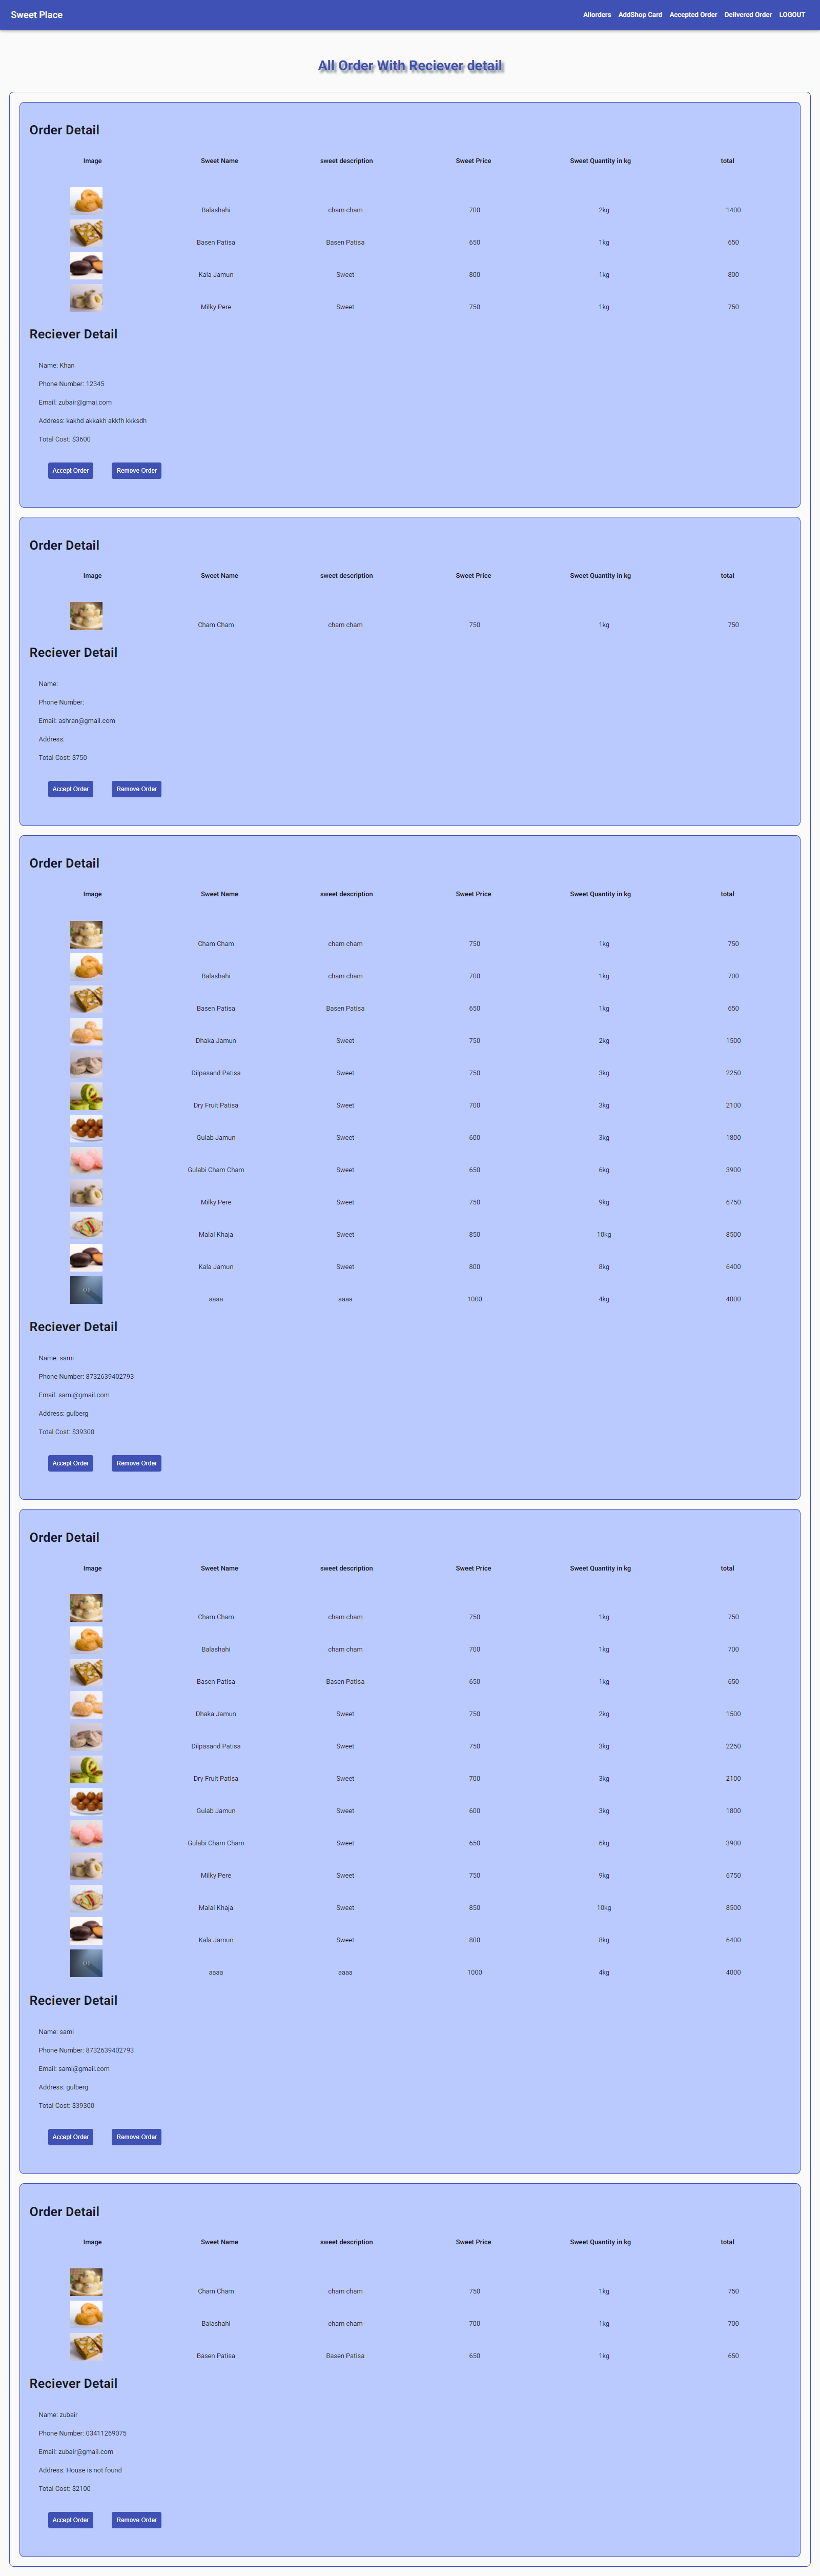 Sweet Place Allorders AddShop Card Accepted Order Delivered Order LOGOUT
All Order With Reciever detail
Order Detail
Image Sweet Name sweet description Sweet Price Sweet Quantity in kg total
Balashahi cham cham 700 2kg 1400
Basen Patisa Basen Patisa 650 1kg 650
Kala Jamun Sweet 800 1kg 800
Milky Pere Sweet 750 1kg 750
Reciever Detail
Name: Khan
Phone Number: 12345
Email: zubair@gmai.com
Address: kakhd akkakh akkfh kkksdh
Total Cost: $3600
Accept Order Remove Order
Order Detail
Image Sweet Name sweet description Sweet Price Sweet Quantity in kg total
Cham Cham cham cham 750 1kg 750
Reciever Detail
Name:
Phone Number:
Email: ashran@gmail.com
Address:
Total Cost: $750
Accept Order Remove Order
Order Detail
Image Sweet Name sweet description Sweet Price Sweet Quantity in kg total
Cham Cham cham cham 750 1kg 750
Balashahi cham cham 700 1kg 700
Basen Patisa Basen Patisa 650 1kg 650
Dhaka Jamun Sweet 750 2kg 1500
Dilpasand Patisa Sweet 750 3kg 2250
Dry Fruit Patisa Sweet 700 3kg 2100
Gulab Jamun Sweet 600 3kg 1800
Gulabi Cham Cham Sweet 650 6kg 3900
Milky Pere Sweet 750 9kg 6750
Malai Khaja Sweet 850 10kg 8500
Kala Jamun Sweet 800 8kg 6400
aaaa aaaa 1000 4kg 4000
Reciever Detail
Name: sami
Phone Number: 8732639402793
Email: sami@gmail.com
Address: gulberg
Total Cost: $39300
Accept Order Remove Order
Order Detail
Image Sweet Name sweet description Sweet Price Sweet Quantity in kg total
Cham Cham cham cham 750 1kg 750
Balashahi cham cham 700 1kg 700
Basen Patisa Basen Patisa 650 1kg 650
Dhaka Jamun Sweet 750 2kg 1500
Dilpasand Patisa Sweet 750 3kg 2250
Dry Fruit Patisa Sweet 700 3kg 2100
Gulab Jamun Sweet 600 3kg 1800
Gulabi Cham Cham Sweet 650 6kg 3900
Milky Pere Sweet 750 9kg 6750
Malai Khaja Sweet 850 10kg 8500
Kala Jamun Sweet 800 8kg 6400
aaaa aaaa 1000 4kg 4000
Reciever Detail
Name: sami
Phone Number: 8732639402793
Email: sami@gmail.com
Address: gulberg
Total Cost: $39300
Accept Order Remove Order
Order Detail
Image Sweet Name sweet description Sweet Price Sweet Quantity in kg total
Cham Cham cham cham 750 1kg 750
Balashahi cham cham 700 1kg 700
Basen Patisa Basen Patisa 650 1kg 650
Reciever Detail
Name: zubair
Phone Number: 03411269075
Email: zubair@gmail.com
Address: House is not found
Total Cost: $2100
Accept Order Remove Order